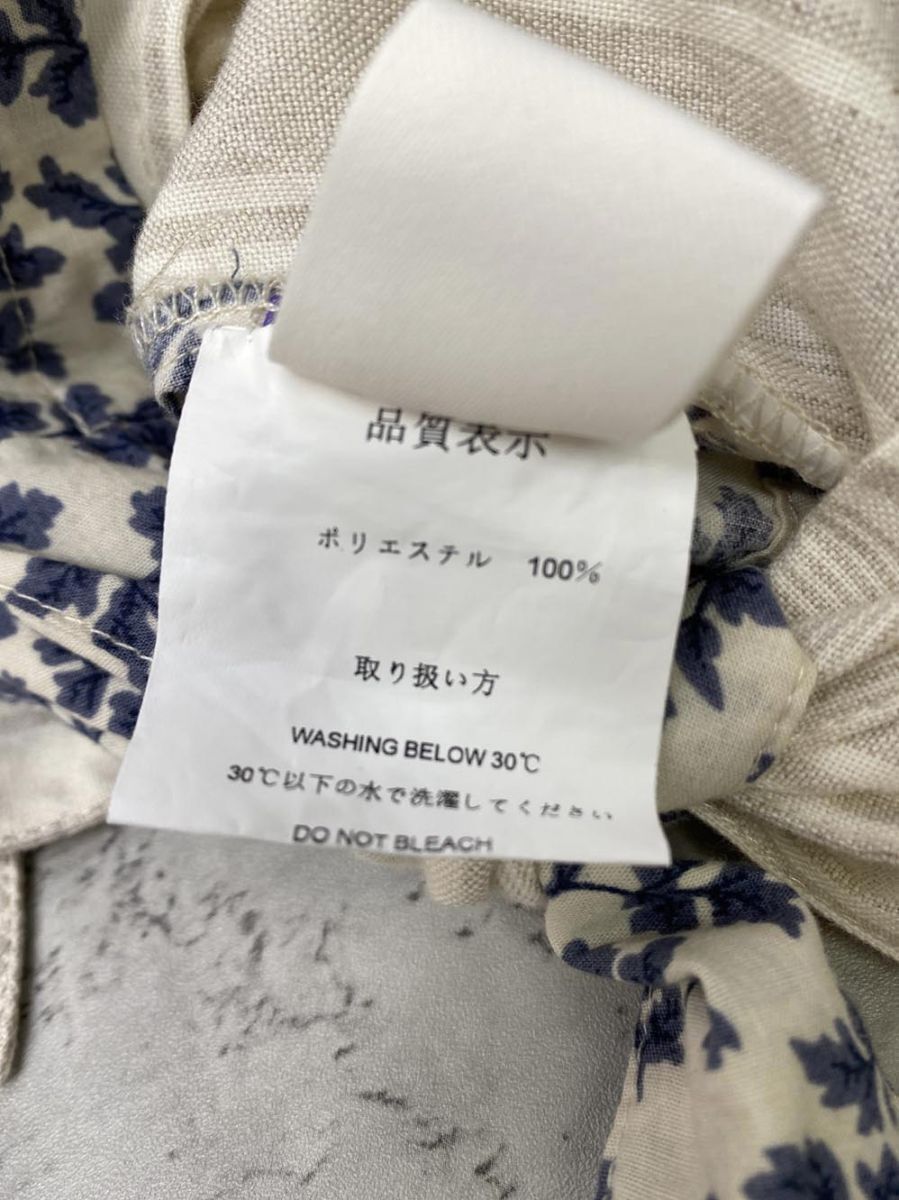 品質表示
ポリエステル 100%
取り扱い方
WASHING BELOW 30℃
30℃以下の水で洗濯してください
DO NOT BLEACH